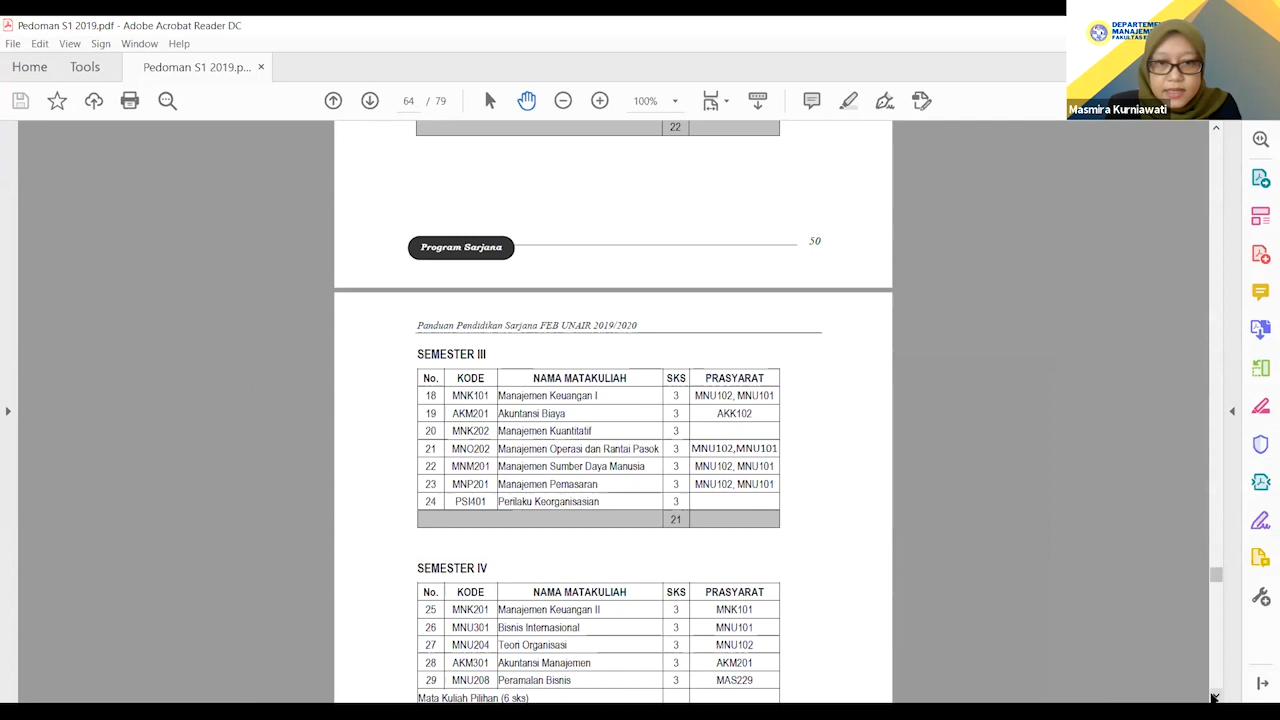 Pedoman S1 2019.pdf - Adobe Acrobat Reader DC
File Edit View Sign Window Help
Home Tools Pedoman S1 2019.p... ×
64 / 79 100%
DEPARTEMEN
MANAJEM
FAKULTAS E
Masmira Kurniawati
22
Program Sarjana 50
Panduan Pendidikan Sarjana FEB UNAIR 2019/2020
SEMESTER III
No. KODE NAMA MATAKULIAH SKS PRASYARAT
18 MNK101 Manajemen Keuangan I 3 MNU102, MNU101
19 AKM201 Akuntansi Biaya 3 AKK102
20 MNK202 Manajemen Kuantitatif 3
21 MNO202 Manajemen Operasi dan Rantai Pasok 3 MNU102,MNU101
22 MNM201 Manajemen Sumber Daya Manusia 3 MNU102, MNU101
23 MNP201 Manajemen Pemasaran 3 MNU102, MNU101
24 PSI401 Perilaku Keorganisasian 3
21
SEMESTER IV
No. KODE NAMA MATAKULIAH SKS PRASYARAT
25 MNK201 Manajemen Keuangan II 3 MNK101
26 MNU301 Bisnis Internasional 3 MNU101
27 MNU204 Teori Organisasi 3 MNU102
28 AKM301 Akuntansi Manajemen 3 AKM201
29 MNU208 Peramalan Bisnis 3 MAS229
Mata Kuliah Pilihan (6 sks)